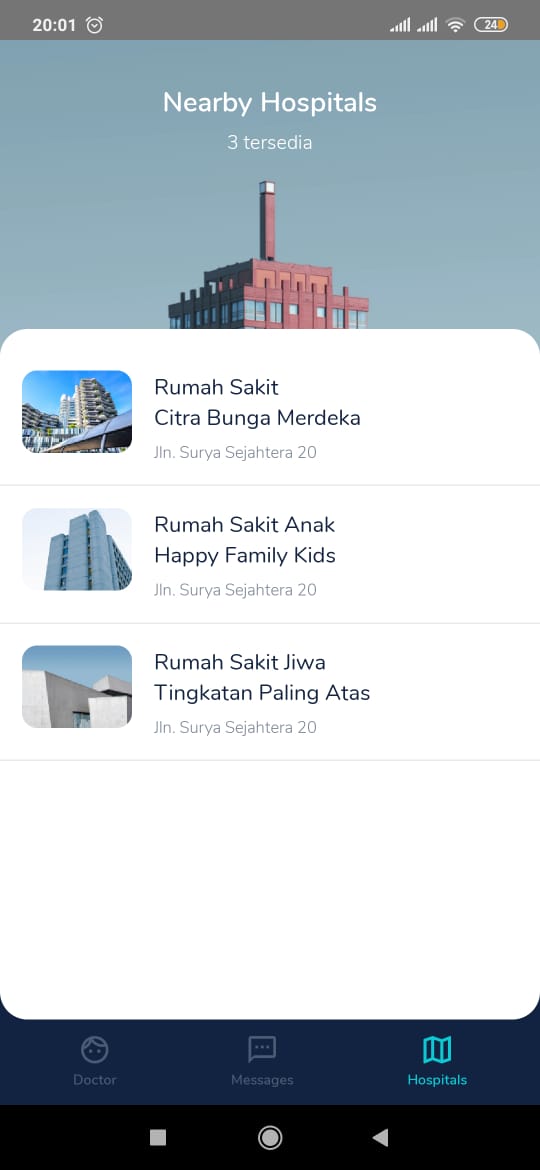 20:01
24
Nearby Hospitals
3 tersedia
Rumah Sakit
Citra Bunga Merdeka
Jln. Surya Sejahtera 20
Rumah Sakit Anak
Happy Family Kids
Jln. Surya Sejahtera 20
Rumah Sakit Jiwa
Tingkatan Paling Atas
Jln. Surya Sejahtera 20
Doctor
Messages
Hospitals